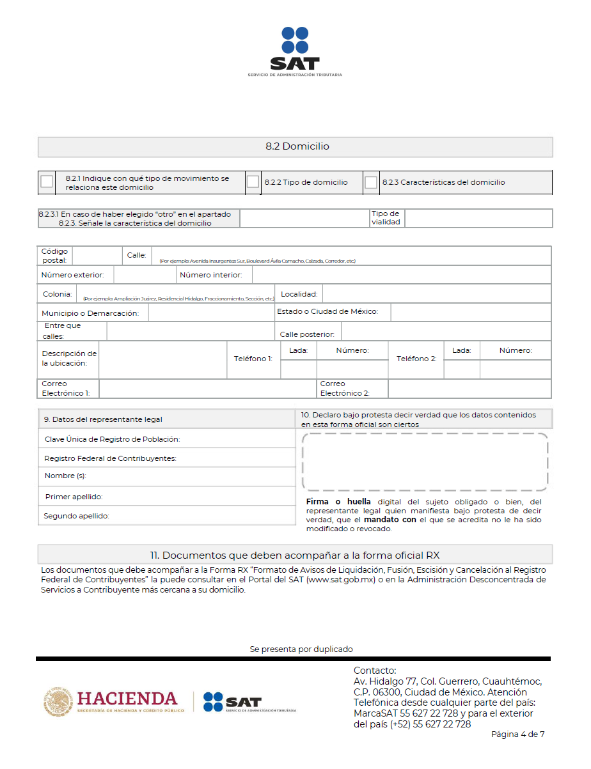 SAT
SERVICIO DE ADMINISTRACIÓN TRIBUTARIA
8.2 Domicilio
8.2.1 Indique con qué tipo de movimiento se
relaciona este domicilio
8.2.2 Tipo de domicilio
8.2.3 Características del domicilio
8.2.3.1 En caso de haber elegido "otro" en el apartado
8.2.3. Señale la característica del domicilio
Tipo de
vialidad
Código
postal:
Calle:
(Por ejemplo: Avenida Insurgentes Sur, Boulevard Ávila Camacho, Calzada, Corredor, etc.)
Número exterior:
Número interior:
Colonia:
(Por ejemplo: Ampliación Juárez, Residencial Hidalgo, Fraccionamiento, Sección, etc.)
Localidad:
Municipio o Demarcación:
Estado o Ciudad de México:
Entre que
calles:
Calle posterior:
Descripción de
la ubicación:
Teléfono 1:
Lada:
Número:
Teléfono 2:
Lada:
Número:
Correo
Electrónico 1:
Correo
Electrónico 2:
9. Datos del representante legal
10. Declaro bajo protesta decir verdad que los datos contenidos
en esta forma oficial son ciertos
Clave Única de Registro de Población:
Registro Federal de Contribuyentes:
Nombre (s):
Primer apellido:
Segundo apellido:
Firma o huella digital del sujeto obligado o bien, del
representante legal quien manifiesta bajo protesta de decir
verdad, que el mandato con el que se acredita no le ha sido
modificado o revocado.
11. Documentos que deben acompañar a la forma oficial RX
Los documentos que debe acompañar a la Forma RX "Formato de Avisos de Liquidación, Fusión, Escisión y Cancelación al Registro
Federal de Contribuyentes" la puede consultar en el Portal del SAT (www.sat.gob.mx) o en la Administración Desconcentrada de
Servicios a Contribuyente más cercana a su domicilio.
Se presenta por duplicado
HACIENDA
SECRETARÍA DE HACIENDA Y CRÉDITO PÚBLICO
SAT
SERVICIO DE ADMINISTRACIÓN TRIBUTARIA
Contacto:
Av. Hidalgo 77, Col. Guerrero, Cuauhtémoc,
C.P. 06300, Ciudad de México. Atención
Telefónica desde cualquier parte del país:
MarcaSAT 55 627 22 728 y para el exterior
del país (+52) 55 627 22 728
Página 4 de 7